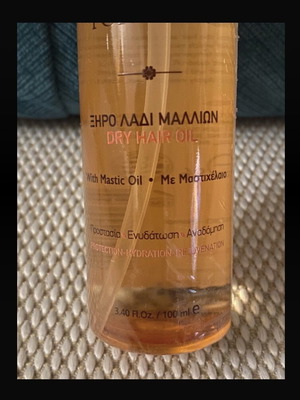 ΞΗΡΟ ΛΑΔΙ ΜΑΛΛΙΩΝ
DRY HAIR OIL
With Mastic Oil • Με Μαστιχέλαιο
Προστασία Ενυδάτωση Αναδόμηση
PROTECTION-HYDRATION-REJUVENATION
3.40 Fl.Oz. / 100 ml ℮